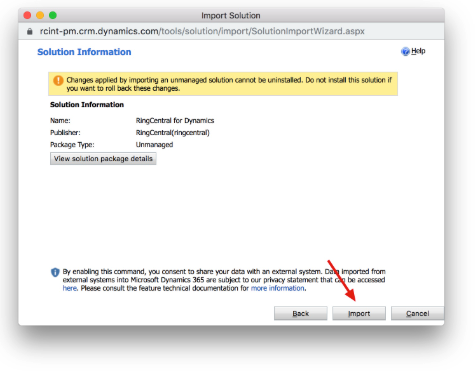 Import Solution
rcint-pm.crm.dynamics.com/tools/solution/import/SolutionImportWizard.aspx
Solution Information
Help
Changes applied by importing an unmanaged solution cannot be uninstalled. Do not install this solution if
you want to roll back these changes.
Solution Information
Name: RingCentral for Dynamics
Publisher: RingCentral(ringcentral)
Package Type: Unmanaged
View solution package details
By enabling this command, you consent to share your data with an external system. Data imported from
external systems into Microsoft Dynamics 365 are subject to our privacy statement that can be accessed
here. Please consult the feature technical documentation for more information.
Back Import Cancel